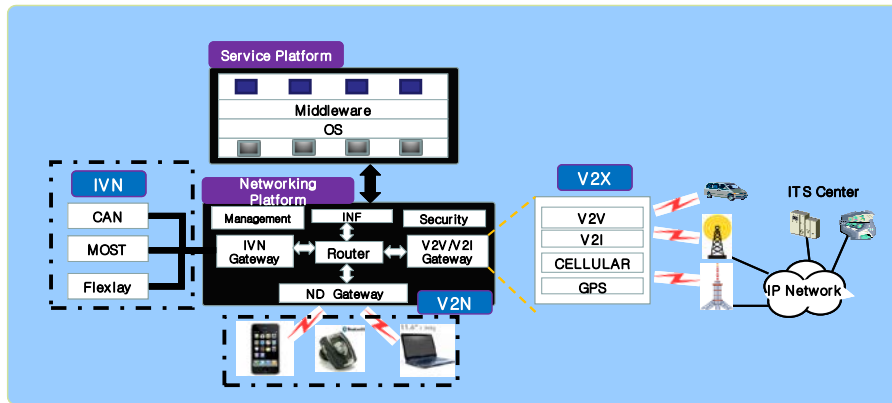 Service Platform
Middleware
OS
IVN
CAN
MOST
Flexlay
Networking
Platform
Management
INF
Security
IVN
Gateway
Router
V2V/V2I
Gateway
ND Gateway
V2N
V2X
V2V
V2I
CELLULAR
GPS
ITS Center
IP Network